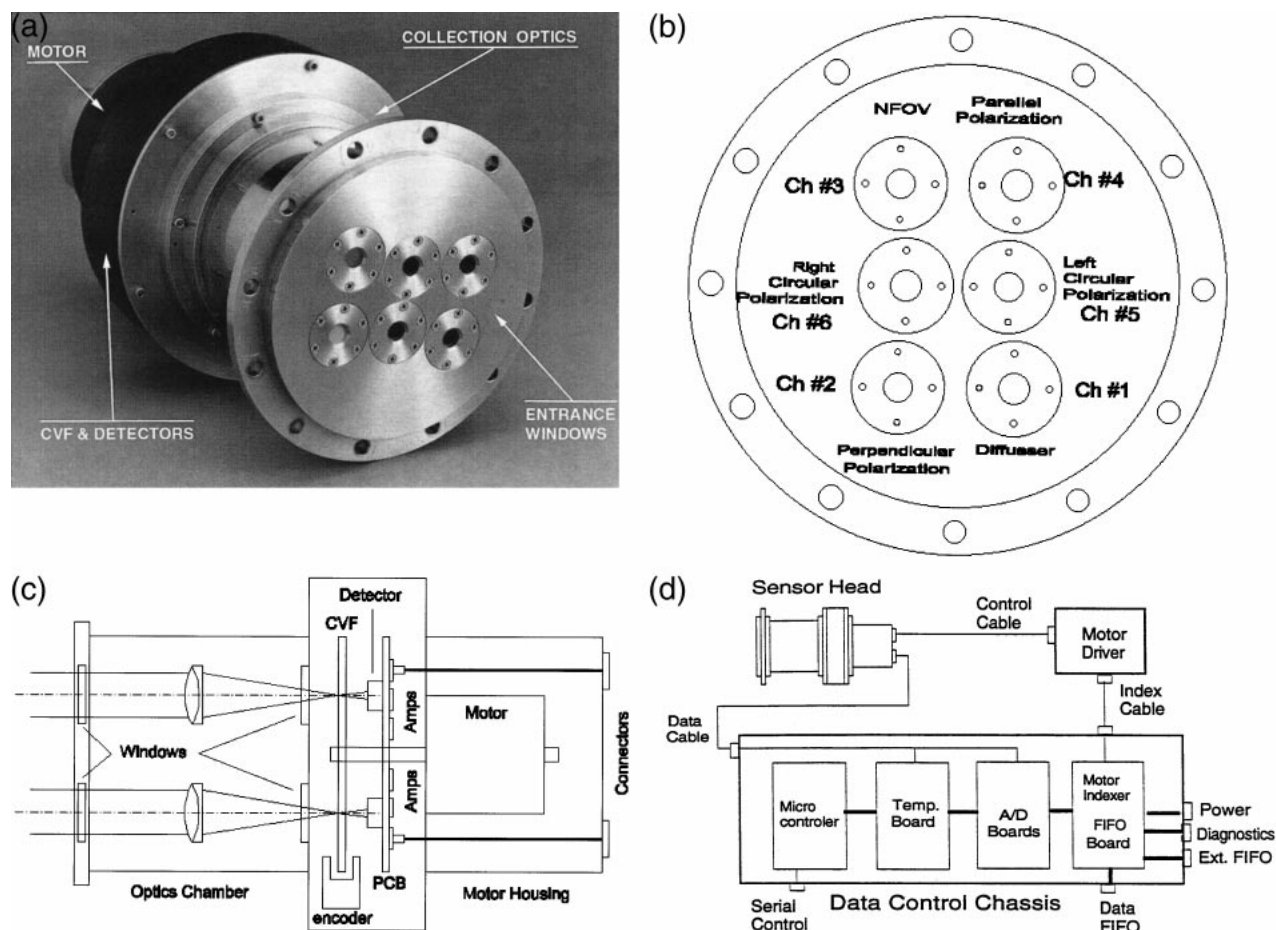 (a)
MOTOR
COLLECTION OPTICS
CVF & DETECTORS
ENTRANCE
WINDOWS
(b)
NFOV
Parallel
Polarization
Ch #3
Ch #4
Right
Circular
Polarization
Ch #6
Left
Circular
Polarization
Ch #5
Ch #2
Ch #1
Perpendicular
Polarization
Diffusser
(c)
Detector
CVF
Windows
Amps
Motor
Amps
Connectors
PCB
Optics Chamber
Motor Housing
encoder
(d)
Sensor Head
Control
Cable
Motor
Driver
Index
Cable
Data
Cable
Micro
controler
Temp.
Board
A/D
Boards
Motor
Indexer
FIFO
Board
Power
Diagnostics
Ext. FIFO
Serial
Control
Data Control Chassis
Data
FIFO